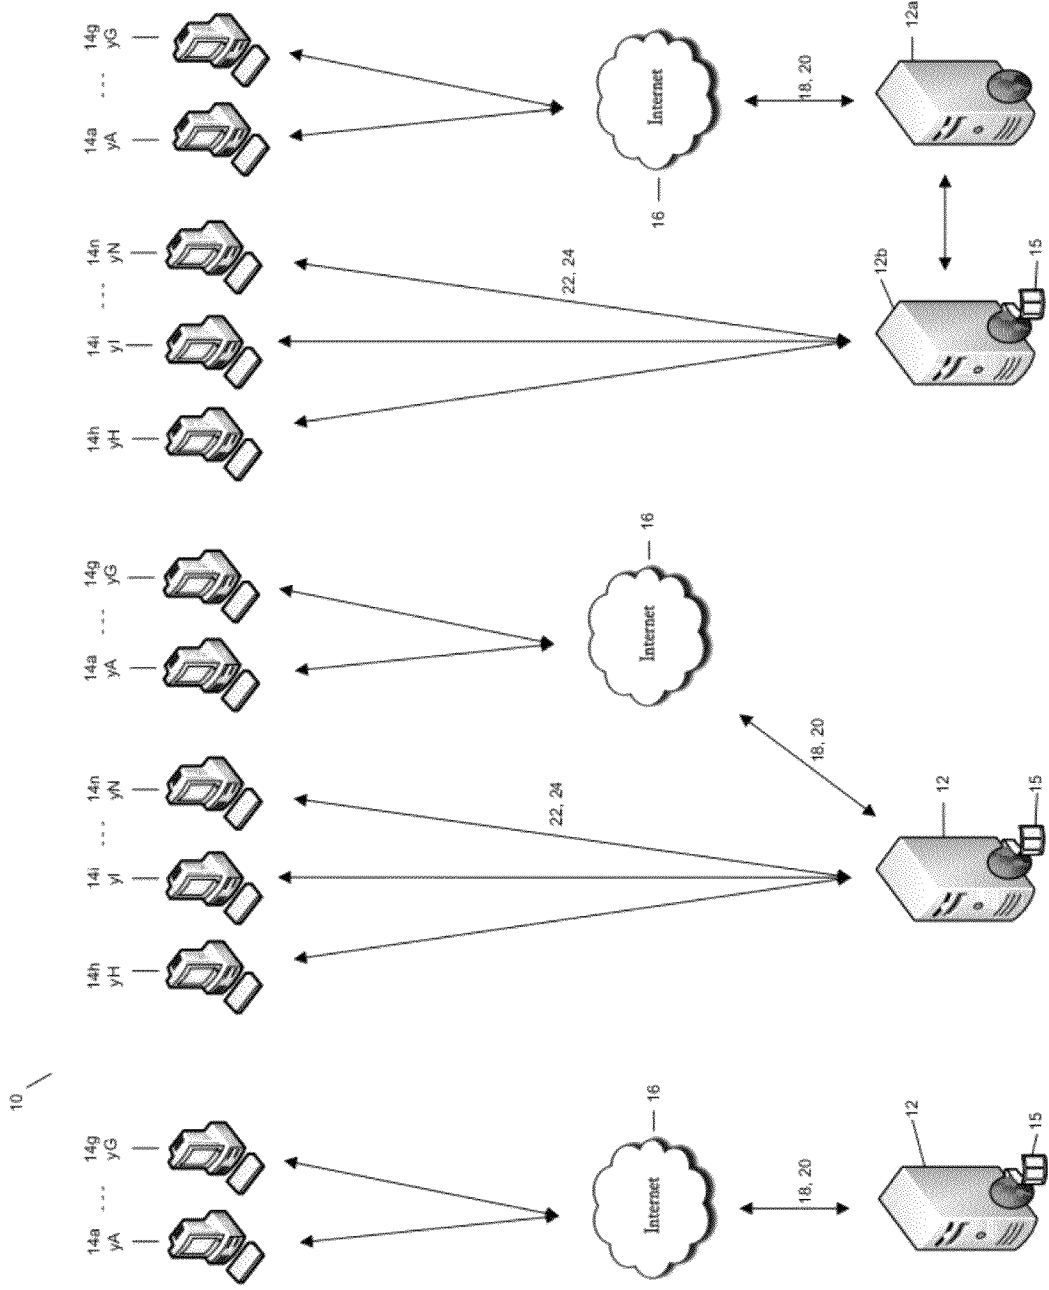 10
14a - - - 14g
yA yG
14h 14i - - - 14n
yH yI yN
14a - - - 14g
yA yG
14h 14i - - - 14n
yH yI yN
14a - - - 14g
yA yG
22, 24
22, 24
Internet
16
Internet
16
16
Internet
18, 20
18, 20
18, 20
12
12
12b
12a
15
15
15